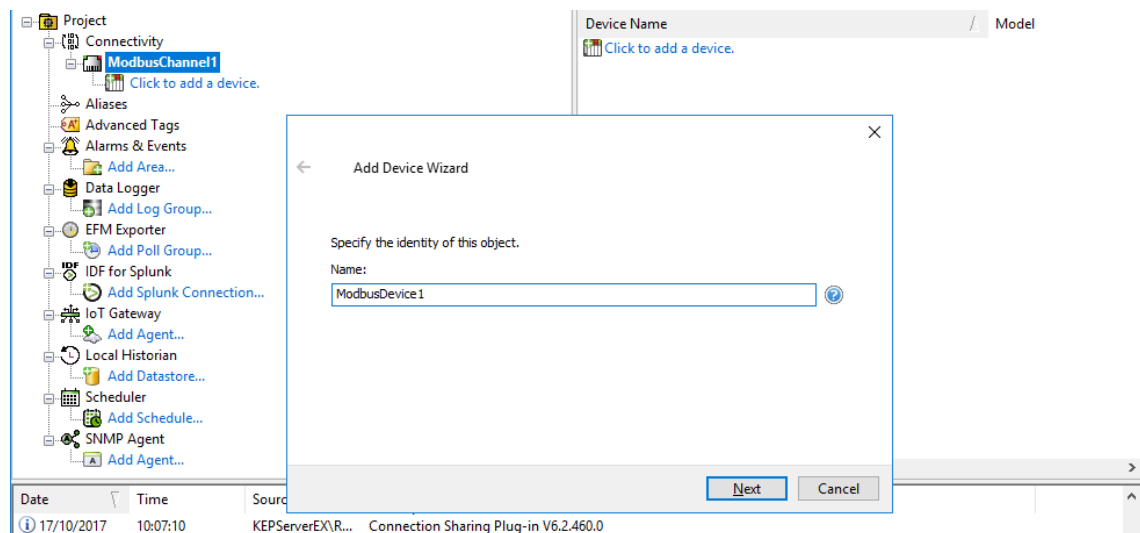 Project
Connectivity
ModbusChannel1
Click to add a device.
Aliases
Advanced Tags
Alarms & Events
Add Area...
Data Logger
Add Log Group...
EFM Exporter
Add Poll Group...
IDF for Splunk
Add Splunk Connection...
IoT Gateway
Add Agent...
Local Historian
Add Datastore...
Scheduler
Add Schedule...
SNMP Agent
Add Agent...
Device Name Model
Click to add a device.
Add Device Wizard
Specify the identity of this object.
Name:
ModbusDevice1
Next Cancel
Date Time Sourc
17/10/2017 10:07:10 KEPServerEX\R... Connection Sharing Plug-in V6.2.460.0